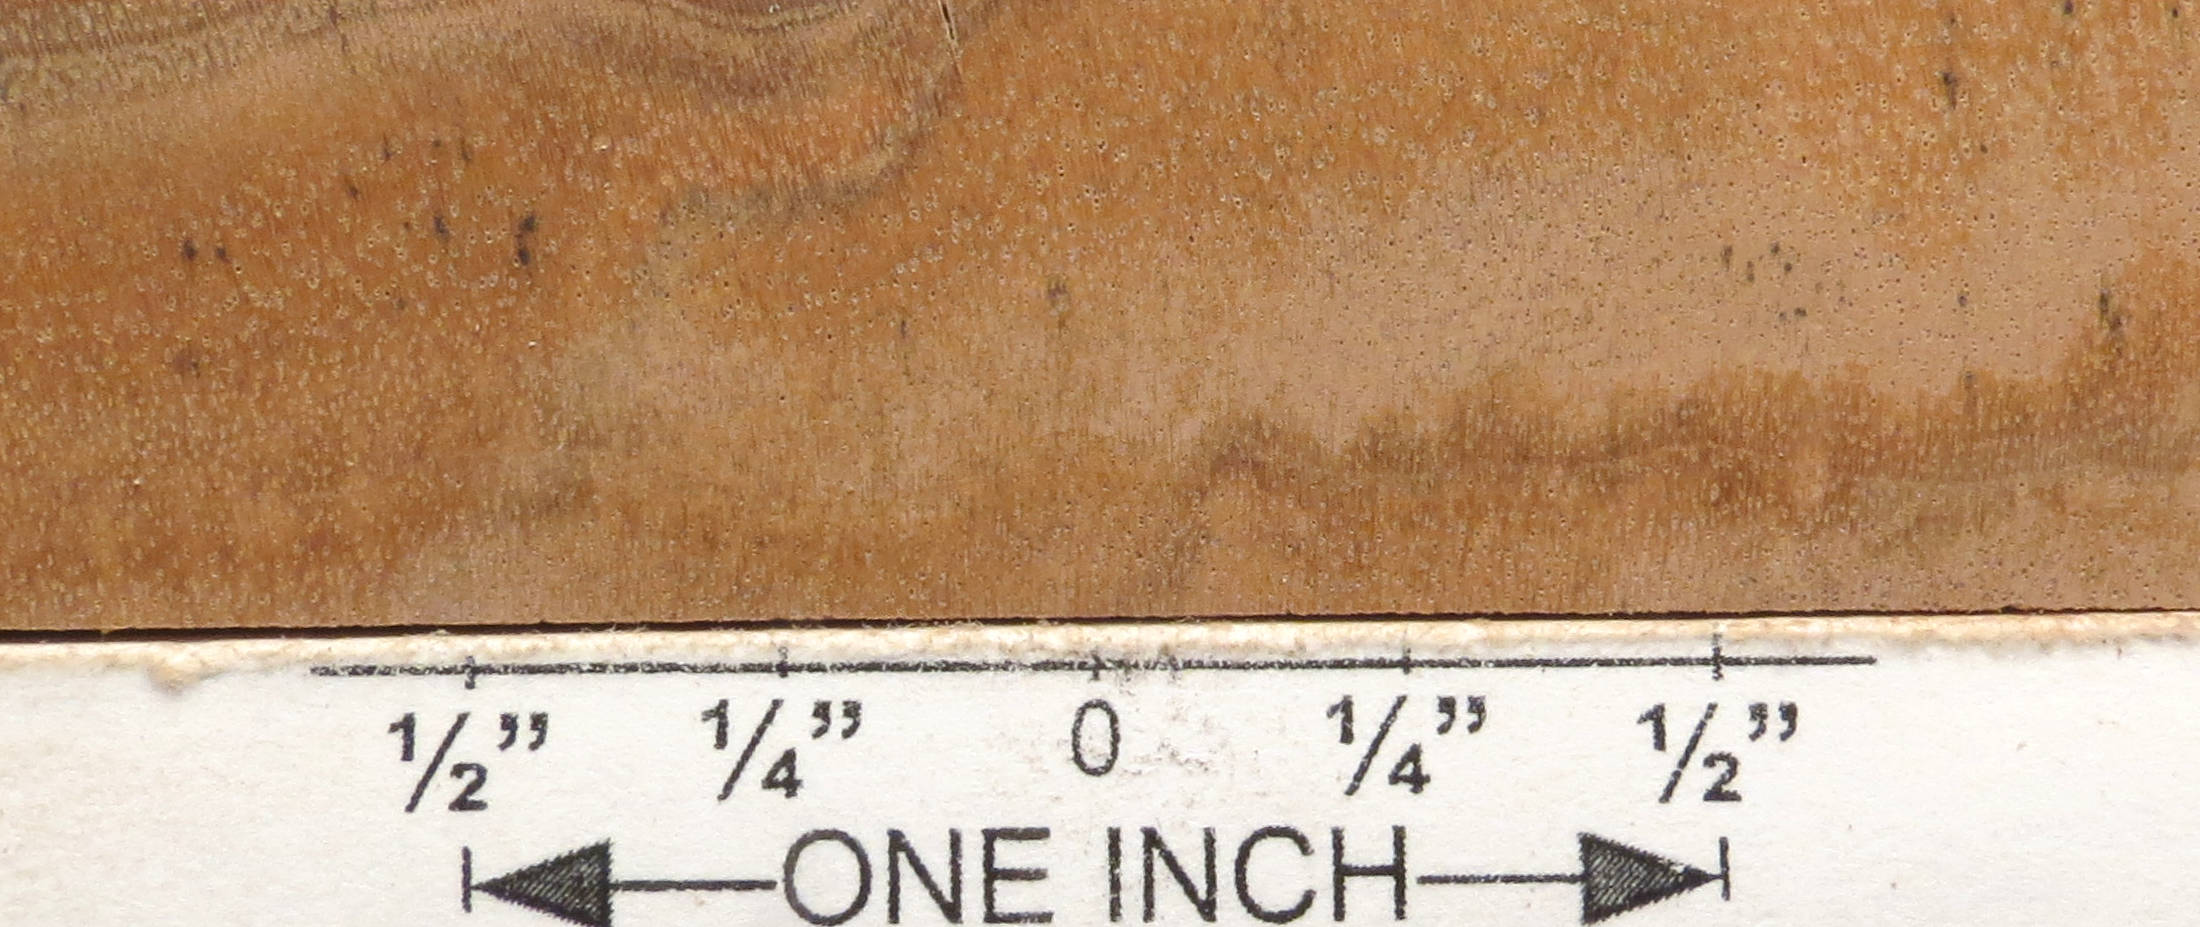 1/2” 1/4” 0 1/4” 1/2”
ONE INCH